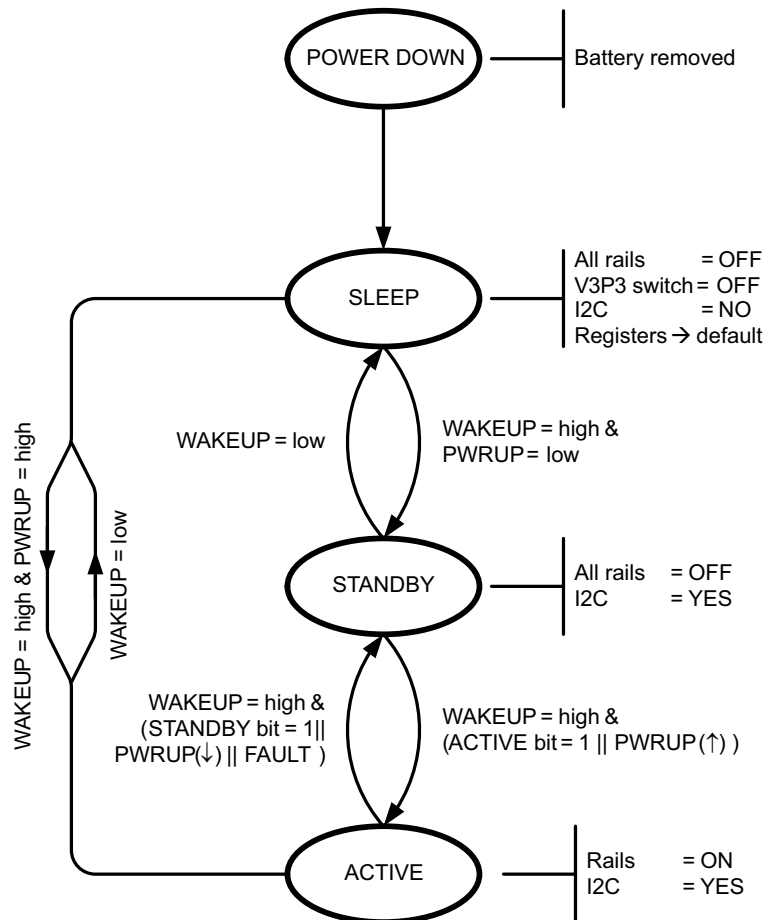 POWER DOWN
Battery removed
SLEEP
All rails = OFF
V3P3 switch = OFF
I2C = NO
Registers → default
WAKEUP = high & PWRUP = high
WAKEUP = low
WAKEUP = low
WAKEUP = high &
PWRUP = low
STANDBY
All rails = OFF
I2C = YES
WAKEUP = high &
(STANDBY bit = 1||
PWRUP(↓) || FAULT )
WAKEUP = high &
(ACTIVE bit = 1 || PWRUP(↑) )
ACTIVE
Rails = ON
I2C = YES